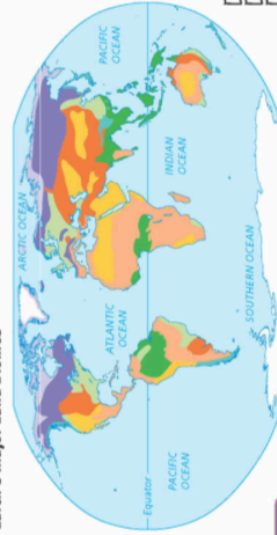 ARCTIC OCEAN
PACIFIC
OCEAN
ATLANTIC
OCEAN
Equator
PACIFIC
OCEAN
INDIAN
OCEAN
SOUTHERN OCEAN